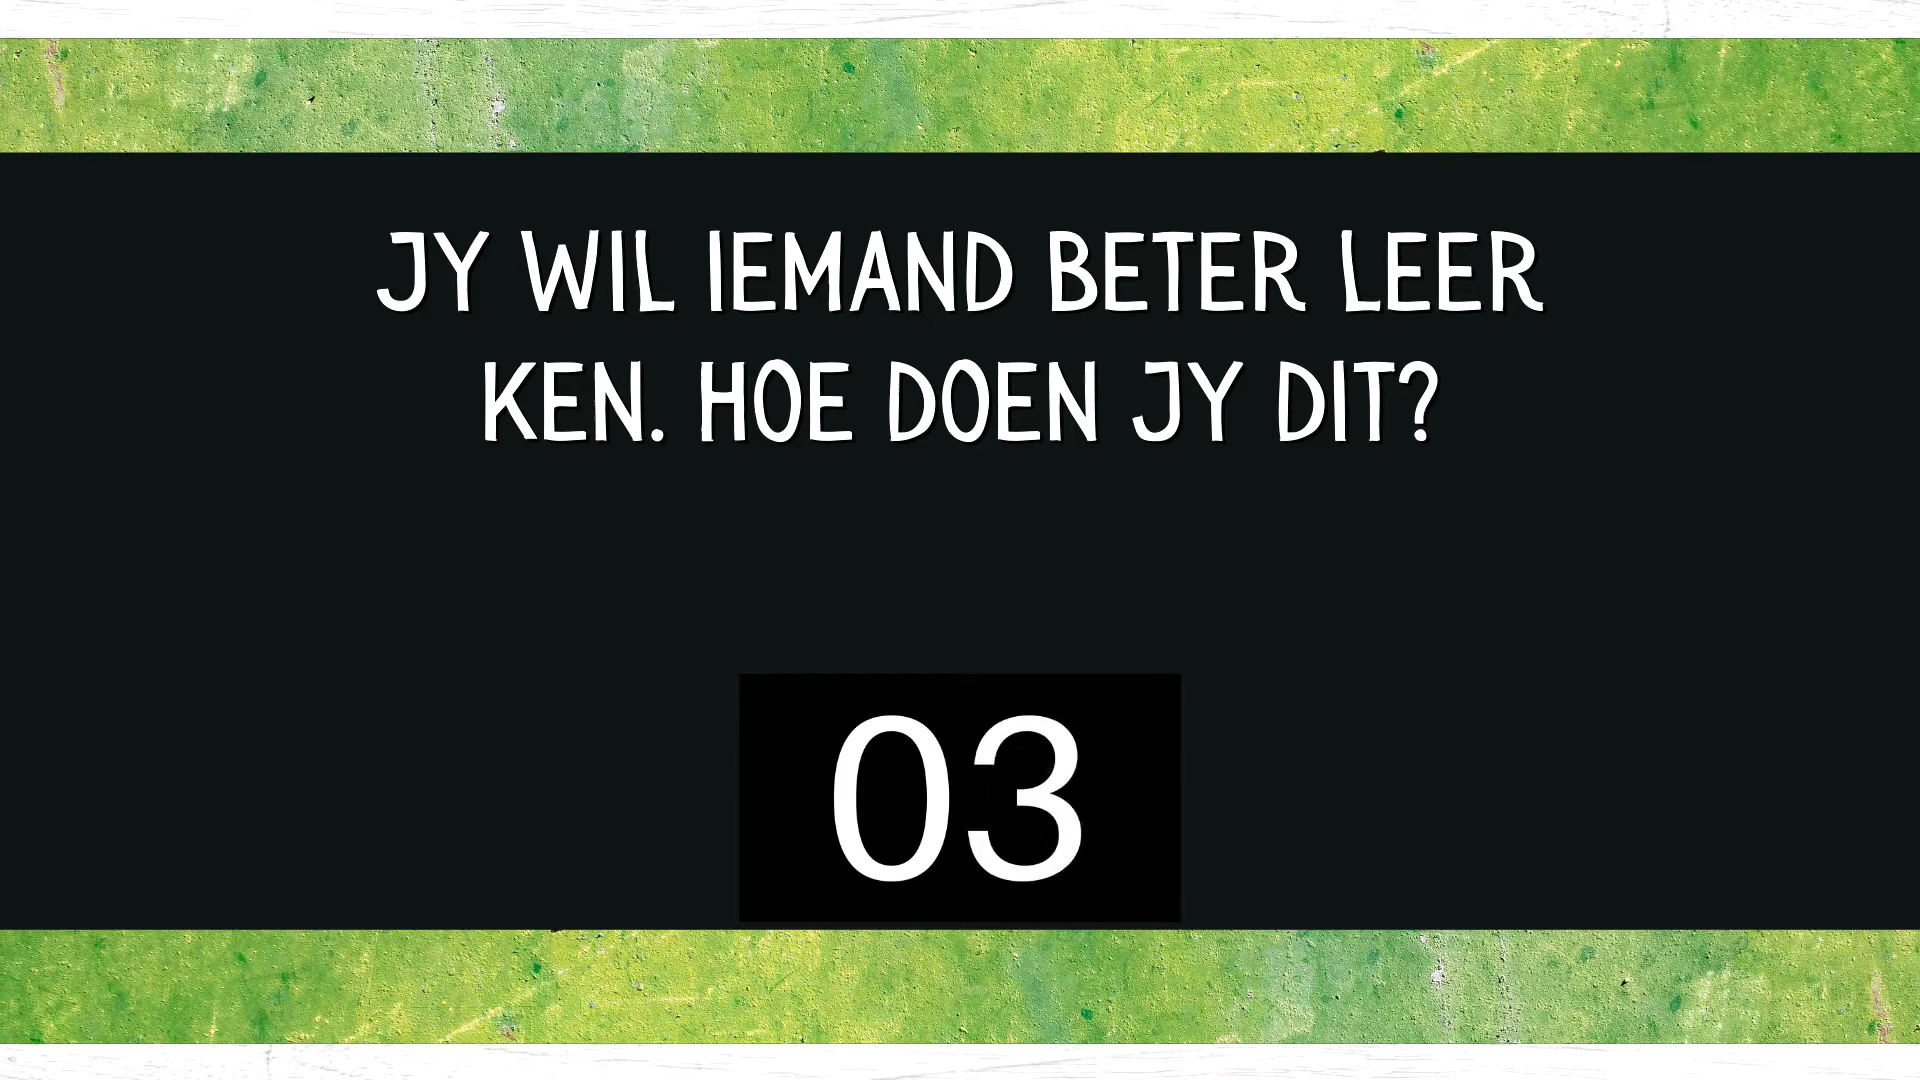 JY WIL IEMAND BETER LEER
KEN. HOE DOEN JY DIT?
03